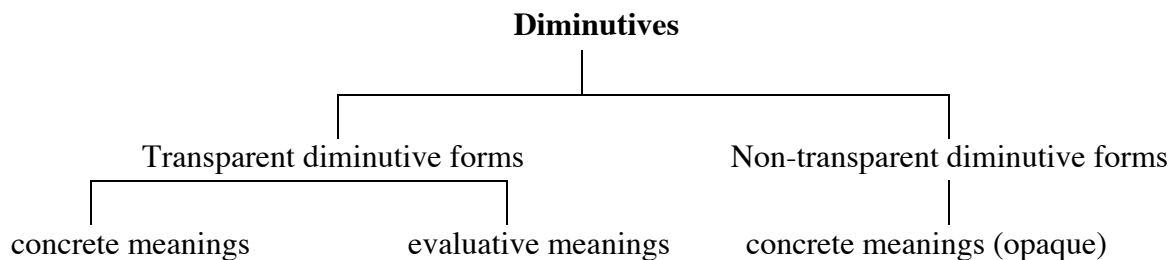 Diminutives
Transparent diminutive forms Non-transparent diminutive forms
concrete meanings evaluative meanings concrete meanings (opaque)